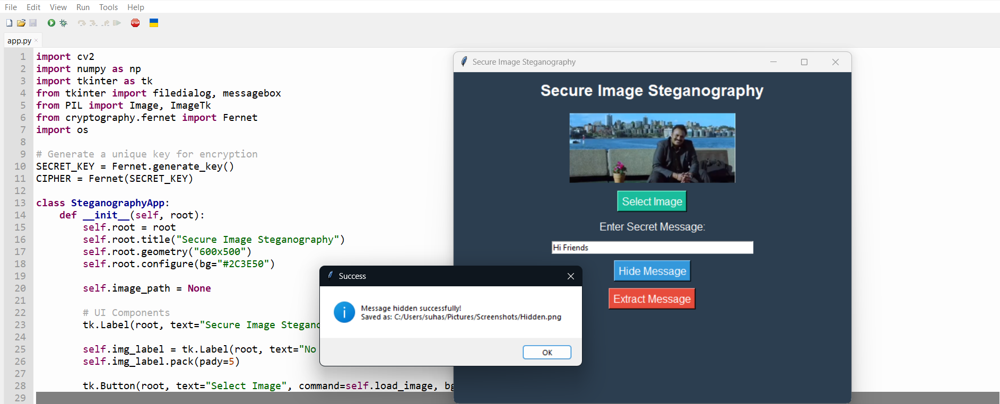 File Edit View Run Tools Help
STOP
app.py ×
1 import cv2
2 import numpy as np
3 import tkinter as tk
4 from tkinter import filedialog, messagebox
5 from PIL import Image, ImageTk
6 from cryptography.fernet import Fernet
7 import os
8
9 # Generate a unique key for encryption
10 SECRET_KEY = Fernet.generate_key()
11 CIPHER = Fernet(SECRET_KEY)
12
13 class SteganographyApp:
14     def __init__(self, root):
15         self.root = root
16         self.root.title("Secure Image Steganography")
17         self.root.geometry("600x500")
18         self.root.configure(bg="#2C3E50")
19
20         self.image_path = None
21
22         # UI Components
23         tk.Label(root, text="Secure Image Stegano
24
25         self.img_label = tk.Label(root, text="No
26         self.img_label.pack(pady=5)
27
28         tk.Button(root, text="Select Image", command=self.load_image, bg
29
Secure Image Steganography
Secure Image Steganography
Select Image
Enter Secret Message:
Hi Friends
Hide Message
Extract Message
Success
Message hidden successfully!
Saved as: C:/Users/suhas/Pictures/Screenshots/Hidden.png
OK